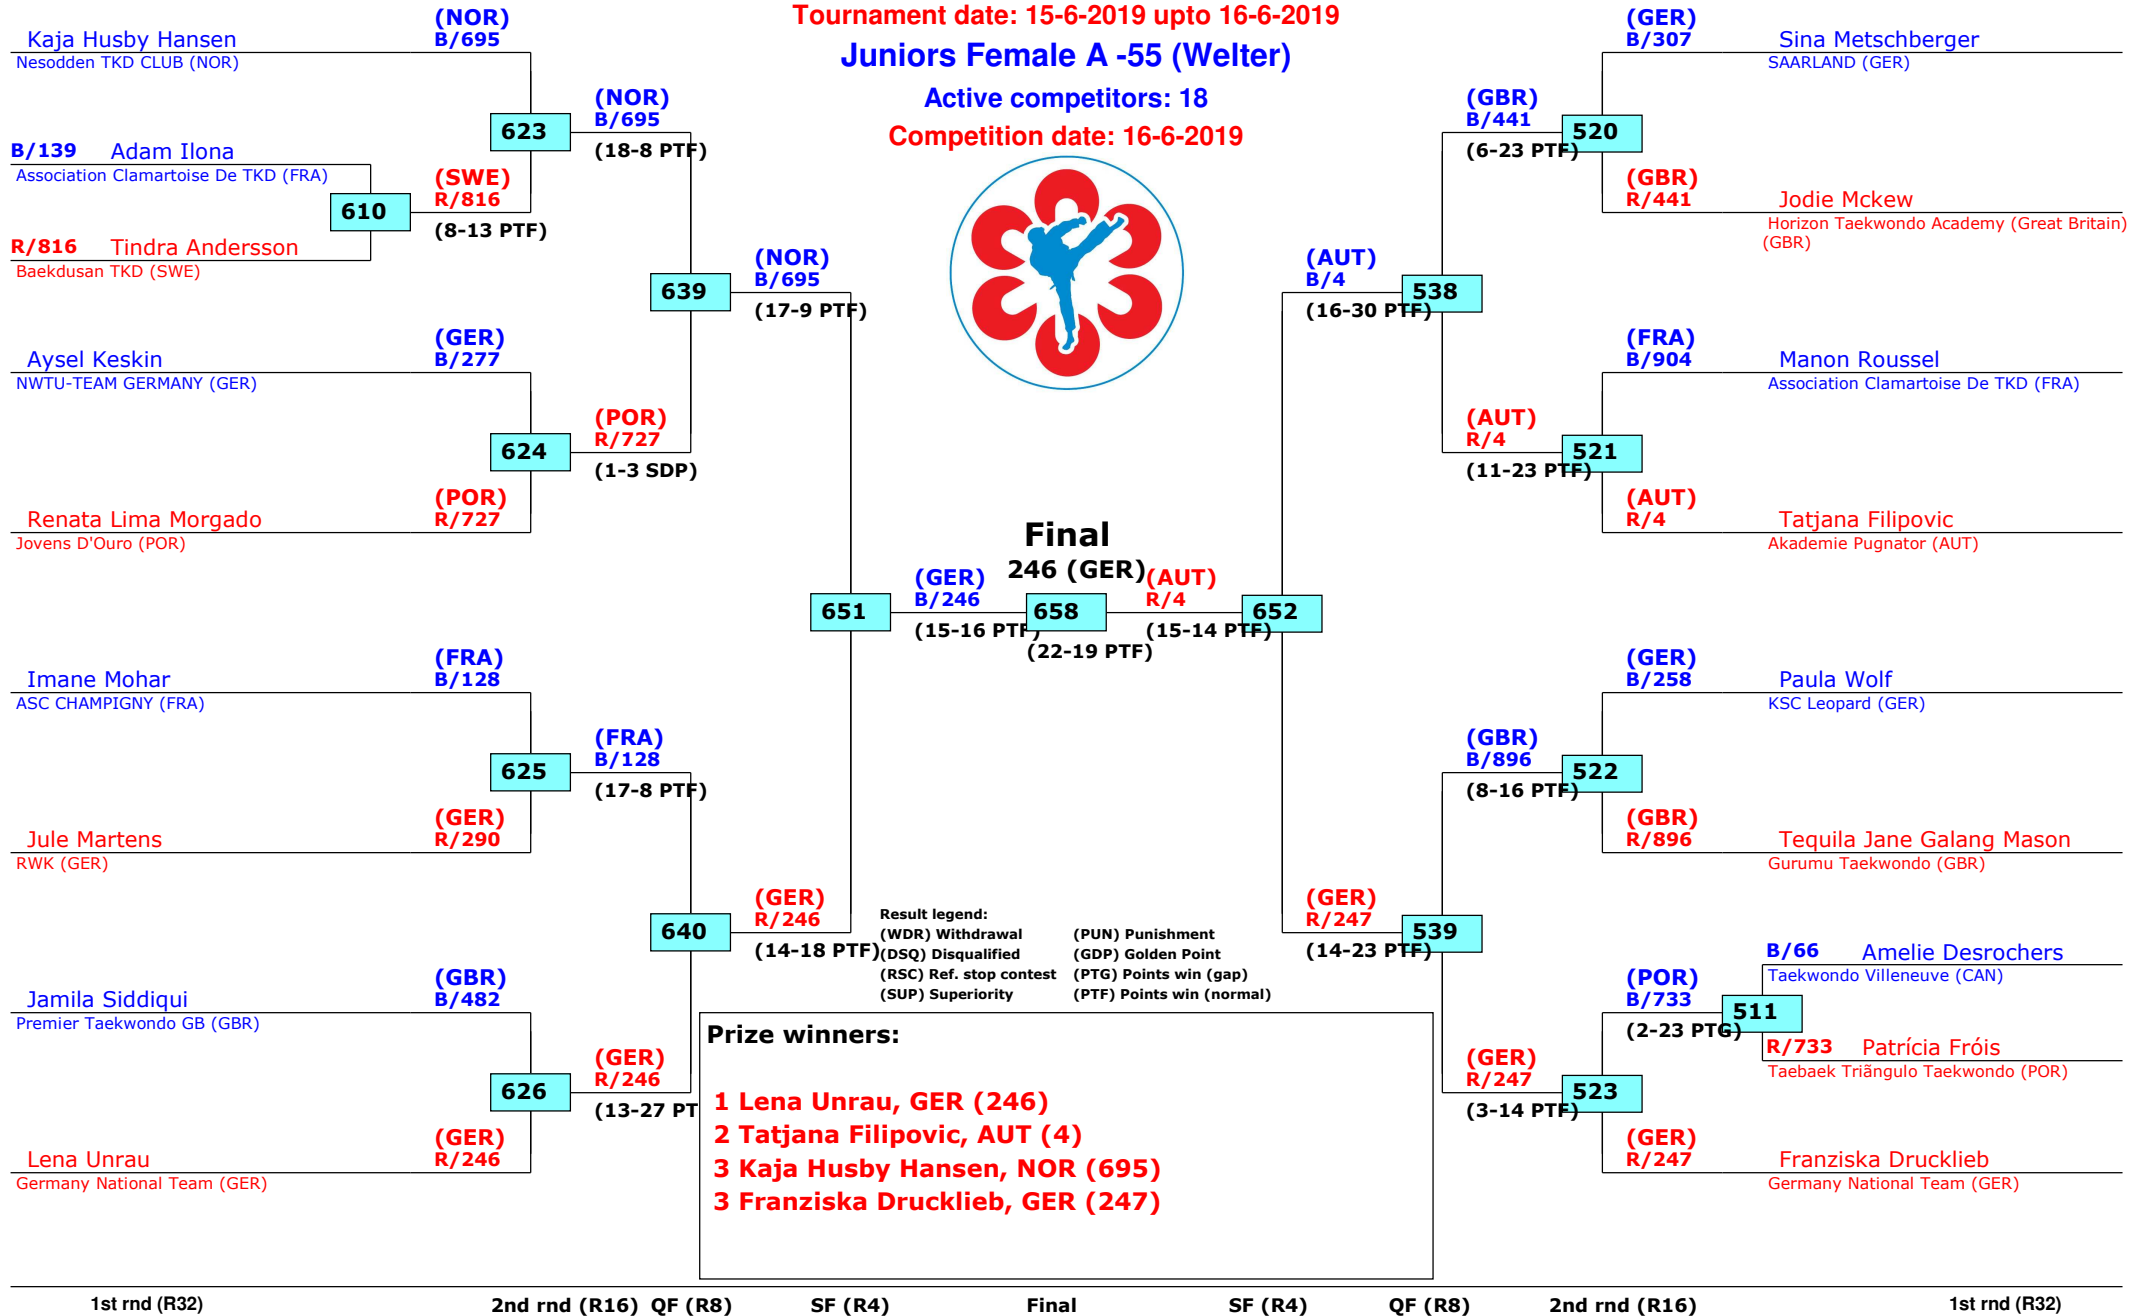 Tournament date: 15-6-2019 upto 16-6-2019
Juniors Female A -55 (Welter)
Active competitors: 18
Competition date: 16-6-2019
(NOR)
Kaja Husby Hansen B/695
Nesodden TKD CLUB (NOR)
B/139 Adam Ilona
Association Clamartoise De TKD (FRA)
R/816 Tindra Andersson
Baekdusan TKD (SWE)
610
(SWE)
R/816
(8-13 PTF)
623
(NOR)
B/695
(18-8 PTF)
(GER)
Aysel Keskin B/277
NWTU-TEAM GERMANY (GER)
624
(POR)
R/727
(1-3 SDP)
(POR)
Renata Lima Morgado R/727
Jovens D'Ouro (POR)
639
(NOR)
B/695
(17-9 PTF)
(FRA)
Imane Mohar B/128
ASC CHAMPIGNY (FRA)
625
(FRA)
B/128
(17-8 PTF)
(GER)
Jule Martens R/290
RWK (GER)
(GBR)
Jamila Siddiqui B/482
Premier Taekwondo GB (GBR)
626
(GER)
R/246
(13-27 PT
(GER)
Lena Unrau R/246
Germany National Team (GER)
640
(GER)
R/246
(14-18 PTF)
651
(GER)
B/246
(15-16 PTF)
Final
246 (GER)
658
(22-19 PTF)
(AUT)
R/4
(15-14 PTF)
652
(GER)
B/307 Sina Metschberger
SAARLAND (GER)
(GBR)
B/441
(6-23 PTF)
520
(GBR)
R/441 Jodie Mckew
Horizon Taekwondo Academy (Great Britain)
(GBR)
(AUT)
B/4
(16-30 PTF)
538
(FRA)
B/904 Manon Roussel
Association Clamartoise De TKD (FRA)
(AUT)
R/4
(11-23 PTF)
521
(AUT)
R/4 Tatjana Filipovic
Akademie Pugnator (AUT)
(GER)
B/258 Paula Wolf
KSC Leopard (GER)
(GBR)
B/896
(8-16 PTF)
522
(GBR)
R/896 Tequila Jane Galang Mason
Gurumu Taekwondo (GBR)
(GER)
R/247
(14-23 PTF)
539
B/66 Amelie Desrochers
Taekwondo Villeneuve (CAN)
(POR)
B/733
(2-23 PTG)
511
R/733 Patrícia Fróis
Taebaek Triãngulo Taekwondo (POR)
(GER)
R/247
(3-14 PTF)
523
(GER)
R/247 Franziska Drucklieb
Germany National Team (GER)
Result legend:
(WDR) Withdrawal (PUN) Punishment
(DSQ) Disqualified (GDP) Golden Point
(RSC) Ref. stop contest (PTG) Points win (gap)
(SUP) Superiority (PTF) Points win (normal)
Prize winners:
1 Lena Unrau, GER (246)
2 Tatjana Filipovic, AUT (4)
3 Kaja Husby Hansen, NOR (695)
3 Franziska Drucklieb, GER (247)
1st rnd (R32) 2nd rnd (R16) QF (R8) SF (R4) Final SF (R4) QF (R8) 2nd rnd (R16) 1st rnd (R32)